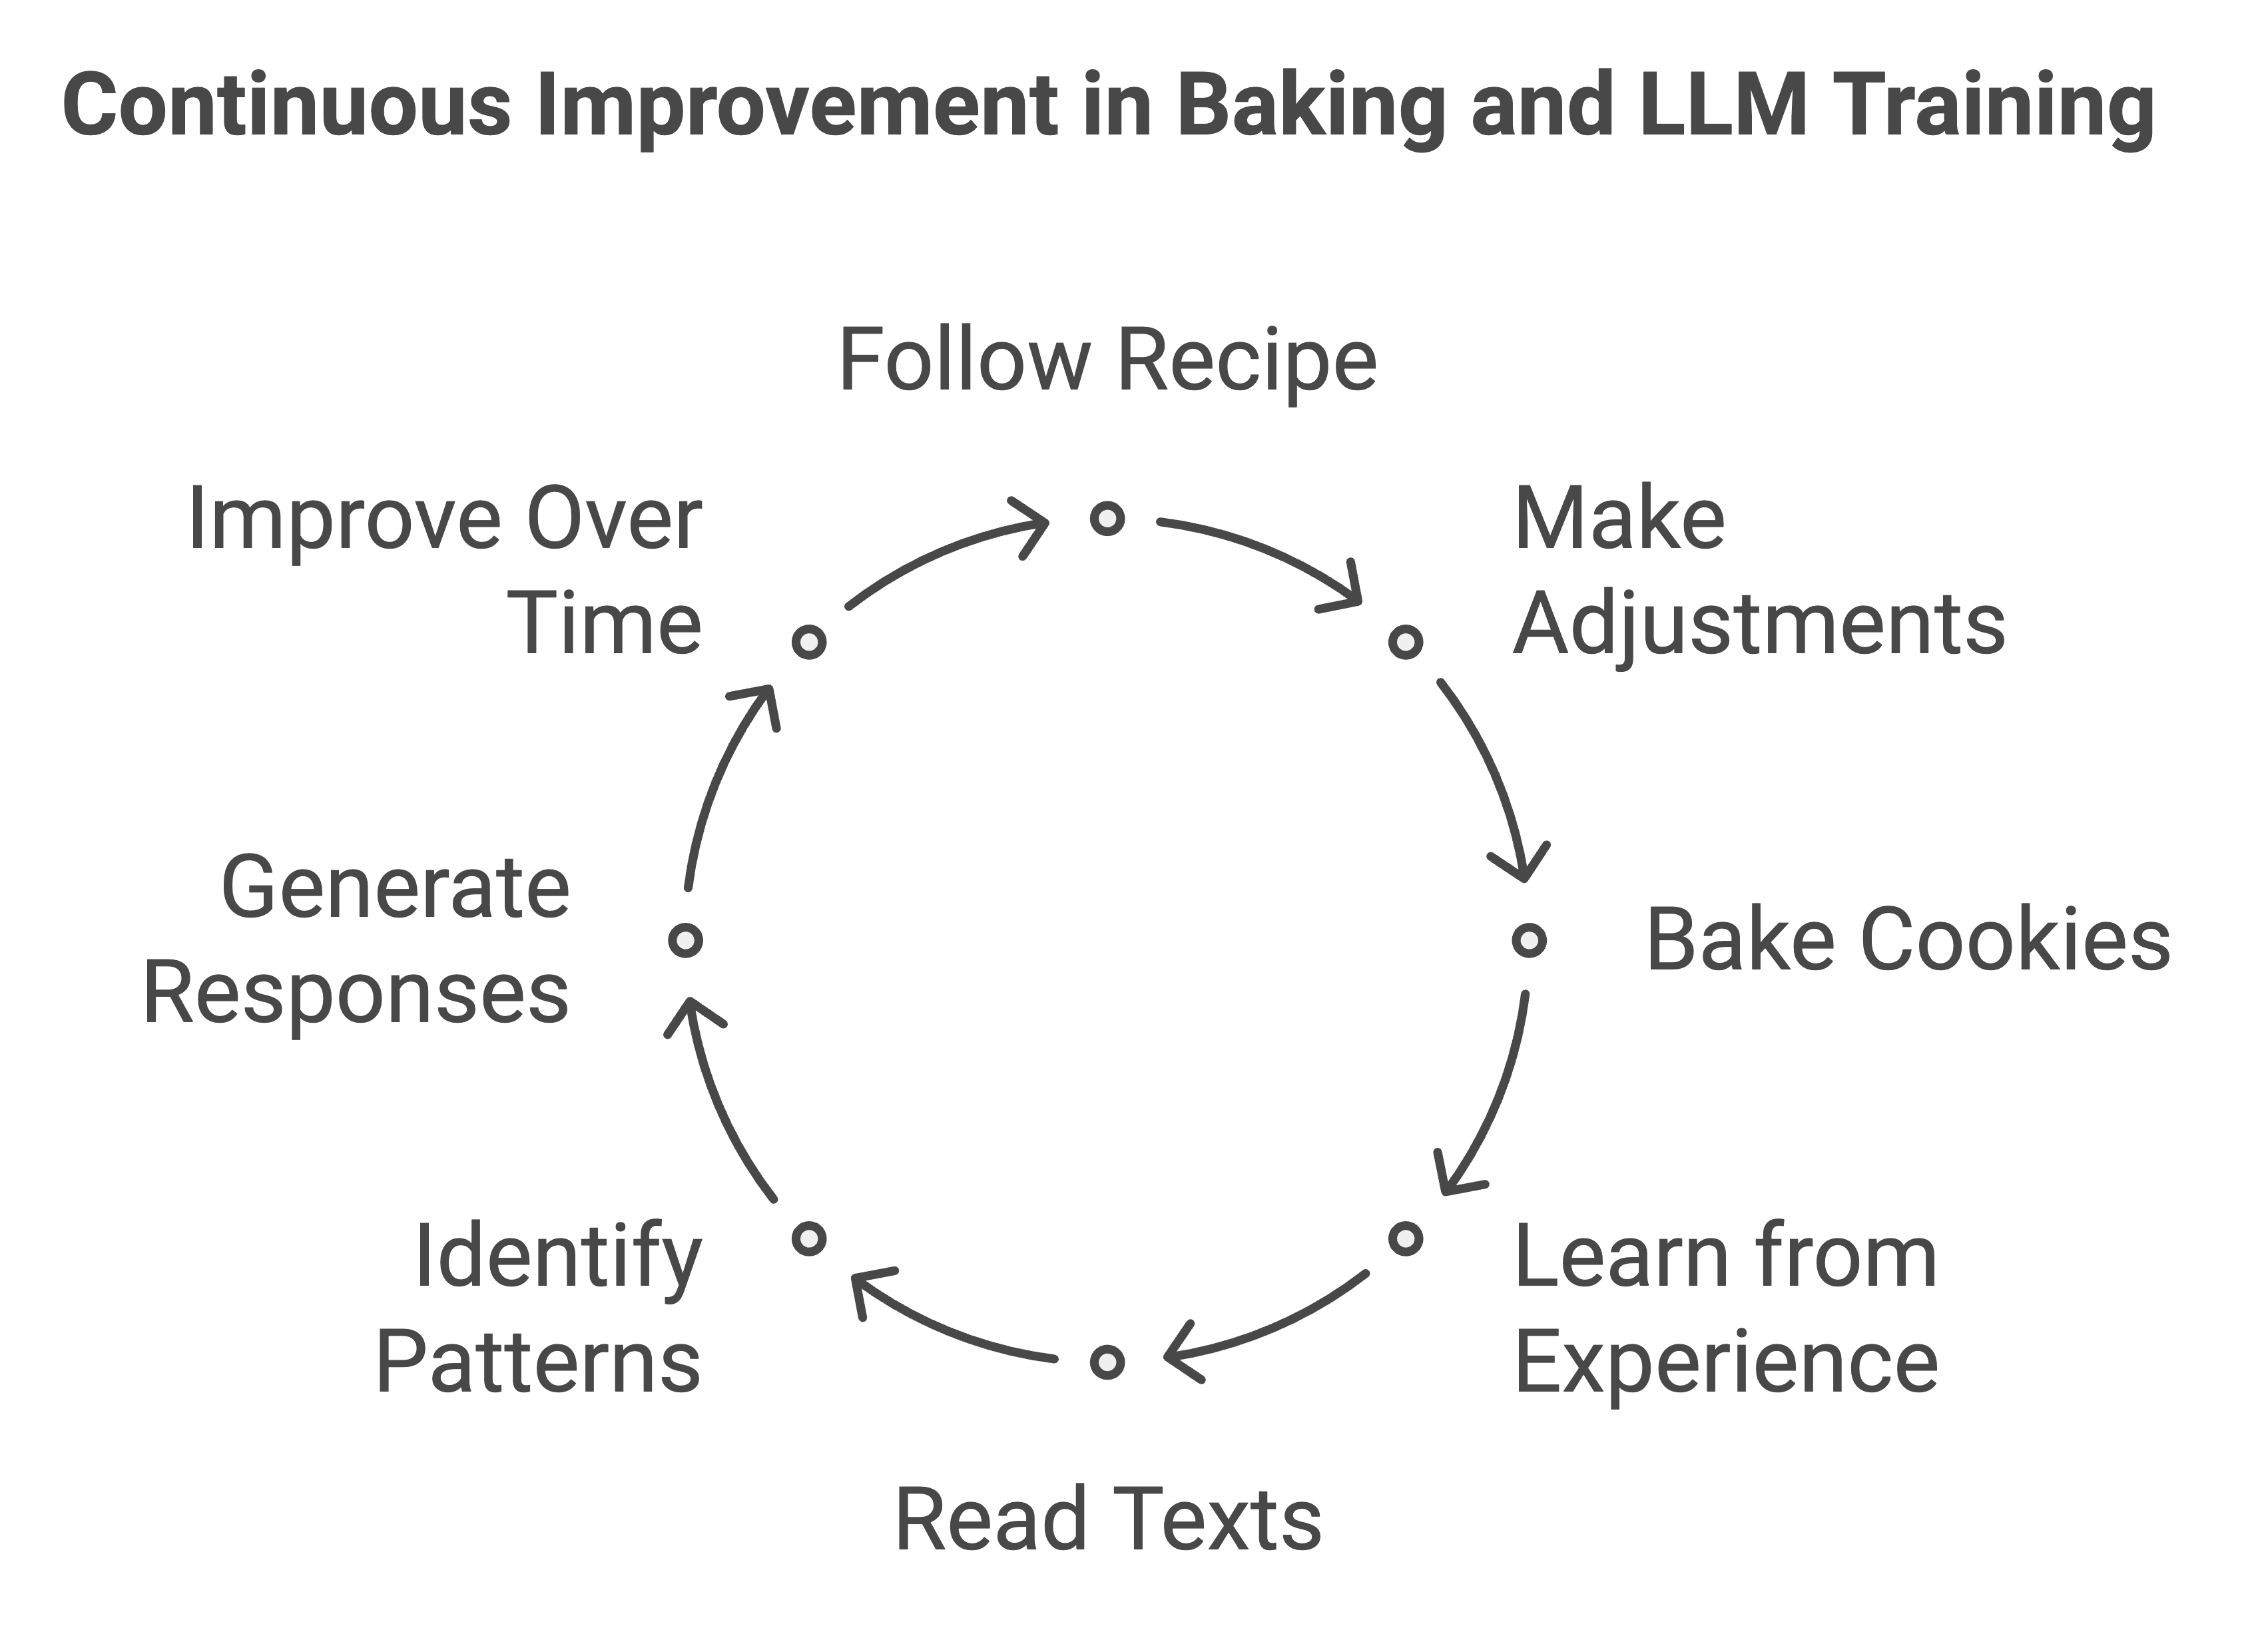 Continuous Improvement in Baking and LLM Training
Follow Recipe
Make
Adjustments
Bake Cookies
Learn from
Experience
Read Texts
Identify
Patterns
Generate
Responses
Improve Over
Time